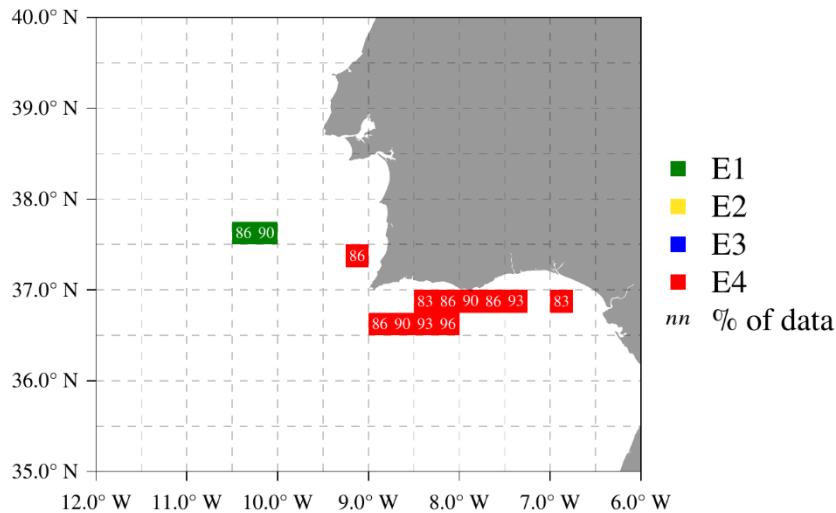 40.0° N
39.0° N
38.0° N
E1
E2
86 90
E3
86
E4
37.0° N
83 86 90 86 93 83
nn % of data
86 90 93 96
36.0° N
35.0° N
12.0° W 11.0° W 10.0° W 9.0° W 8.0° W 7.0° W 6.0° W